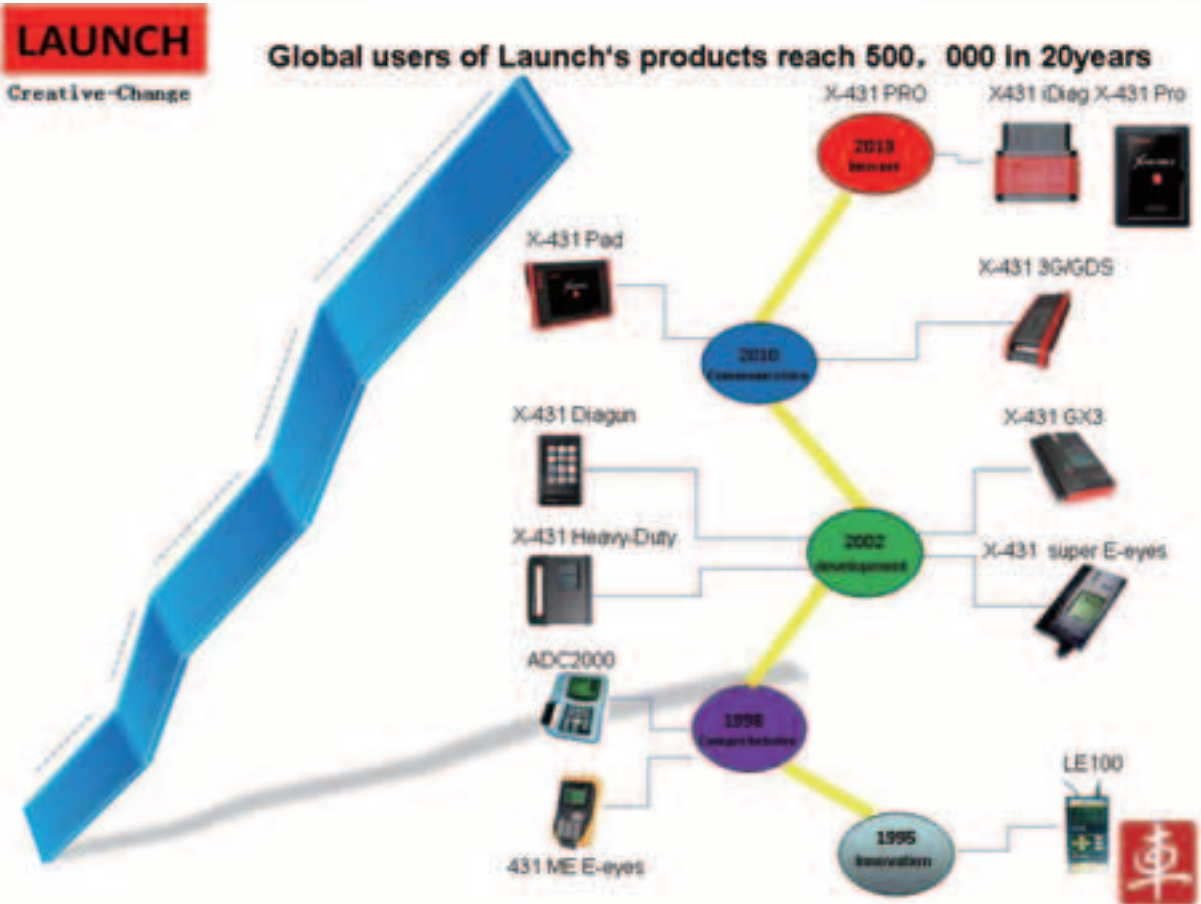 LAUNCH
Creative-Change
Global users of Launch's products reach 500，000 in 20years
X-431 PRO
X431 iDiag X-431 Pro
2013
X-431 Pad
X-431 3G/GDS
2010
X-431 Diagun
X-431 GX3
X-431 Heavy-Duty
2002
development
X-431 super E-eyes
ADC2000
1998
LE100
431 ME E-eyes
1995
Innovation
車